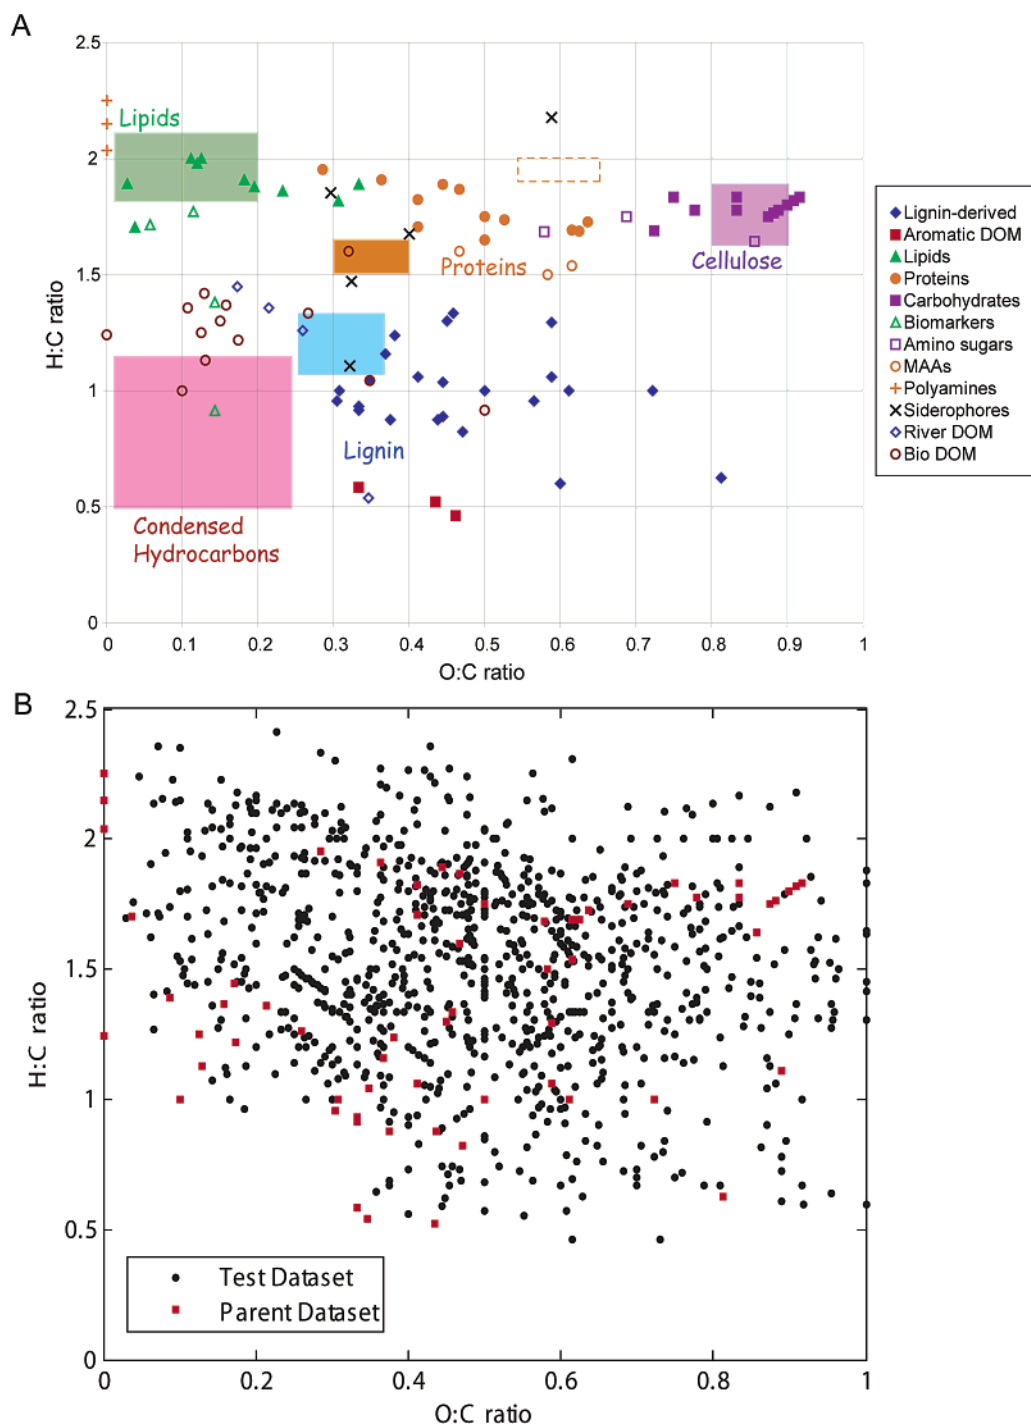 A
2.5
2
1.5
1
0.5
0
H:C ratio
Lipids
Proteins
Cellulose
Lignin
Condensed
Hydrocarbons
0 0.1 0.2 0.3 0.4 0.5 0.6 0.7 0.8 0.9 1
O:C ratio
Lignin-derived
Aromatic DOM
Lipids
Proteins
Carbohydrates
Biomarkers
Amino sugars
MAAs
Polyamines
Siderophores
River DOM
Bio DOM
B
2.5
2
1.5
1
0.5
0
H:C ratio
Test Dataset
Parent Dataset
0 0.2 0.4 0.6 0.8 1
O:C ratio